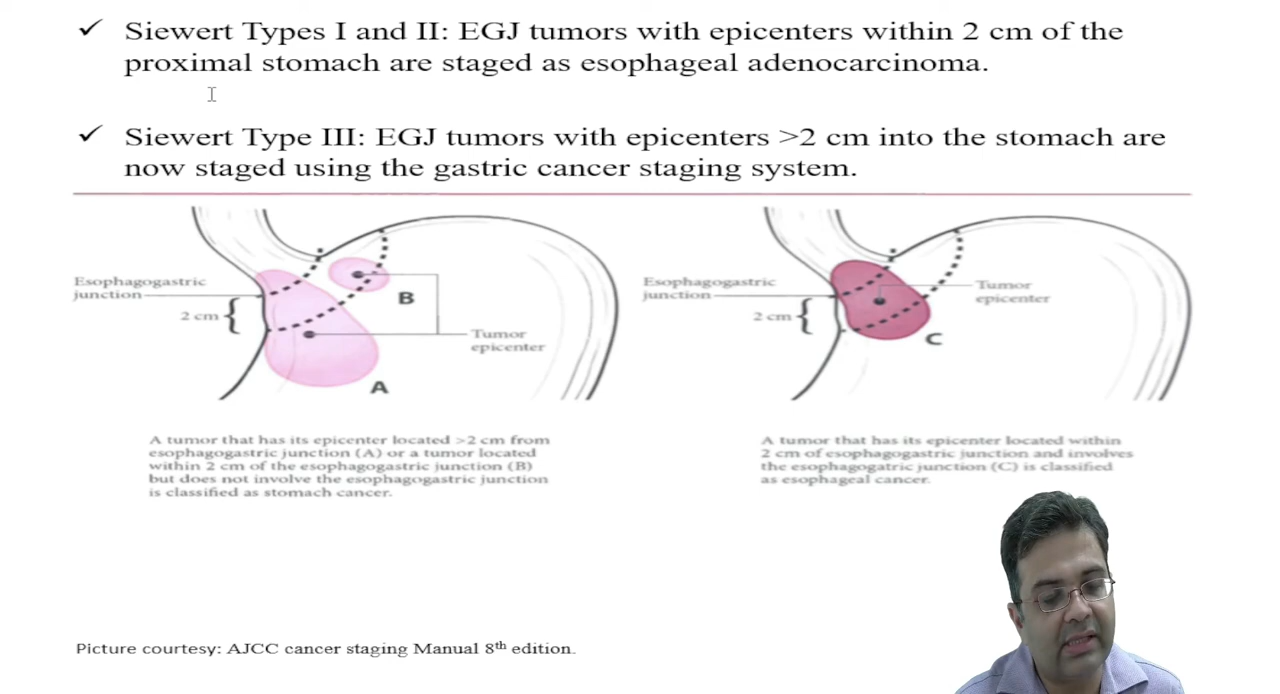 ✓ Siewert Types I and II: EGJ tumors with epicenters within 2 cm of the
proximal stomach are staged as esophageal adenocarcinoma.
✓ Siewert Type III: EGJ tumors with epicenters >2 cm into the stomach are
now staged using the gastric cancer staging system.
Esophagogastric
junction
2 cm
B
Tumor
epicenter
A
A tumor that has its epicenter located >2 cm from
esophagogastric junction (A) or a tumor located
within 2 cm of the esophagogastric junction (B)
but does not involve the esophagogastric junction
is classified as stomach cancer.
Esophagogastric
junction
2 cm
Tumor
epicenter
C
A tumor that has its epicenter located within
2 cm of esophagogastric junction and involves
the esophagogatric junction (C) is classified
as esophageal cancer.
Picture courtesy: AJCC cancer staging Manual 8th edition.